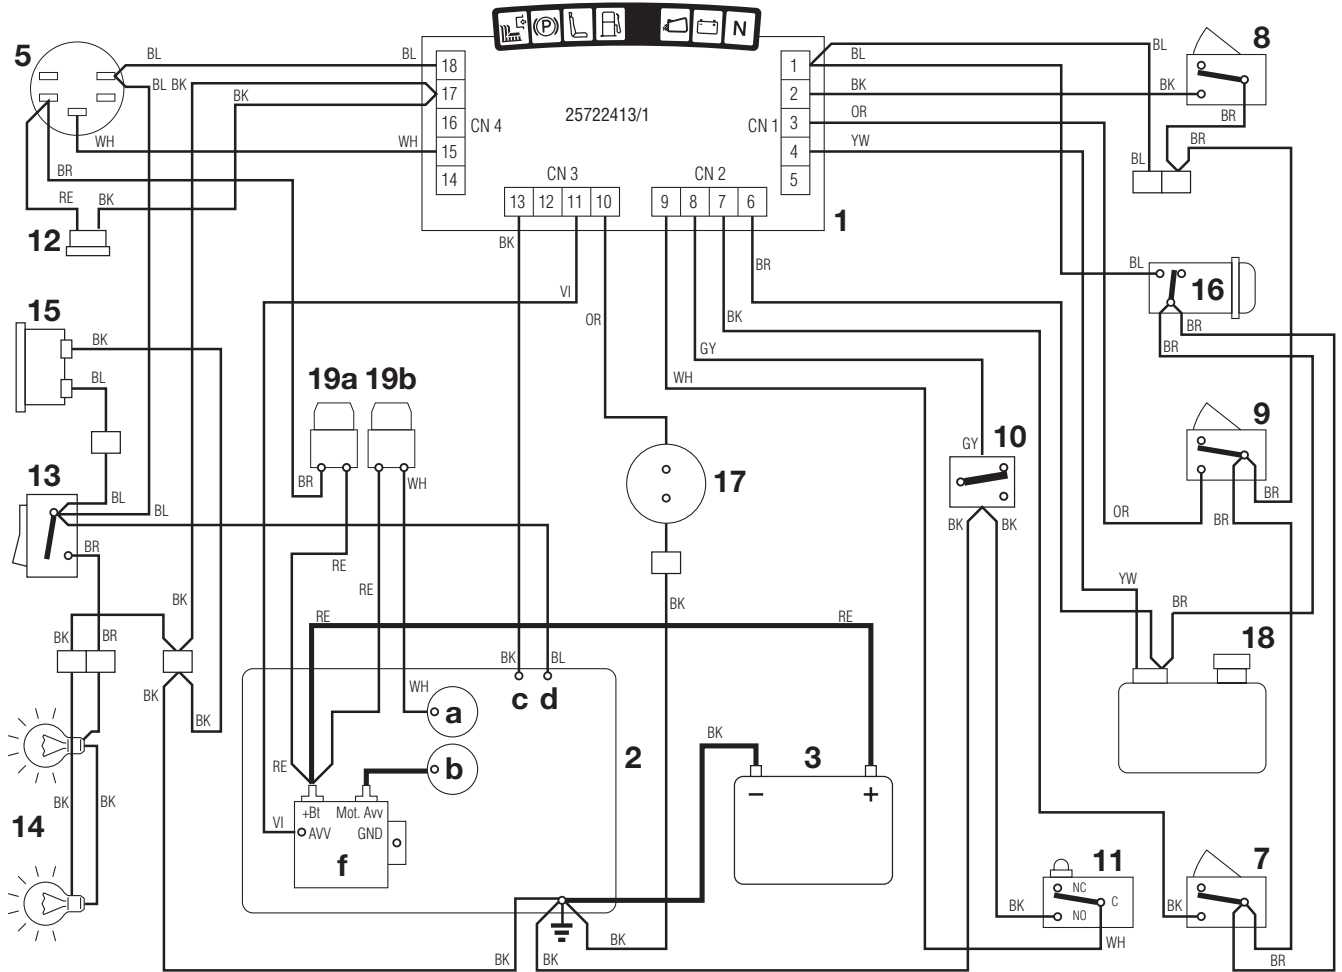 P N
5 BL BL 18 1 BL BL 8
BL BK 17 2 BK BK
BK 25722413/1
16 CN 4 CN 1 3 OR
BR
WH WH 15 4 YW BR
BL
14 5
BR CN 3 CN 2
RE BK 13 12 11 10 9 8 7 6
1
12 BK
BR
BL 16
VI
15 OR BK BR
BK GY BR
BL WH
19a 19b
9
10
GY
13 BR WH 17
BL BR
BL OR BR
BK BK
BR
RE
YW
RE
BK BK BR
RE RE
BK BR 18
BK BL
BK WH c d
BK a BK
2 3
b − +
RE
+Bt Mot. Avv
BK BK
14 VI AVV GND
f
11 7
NC
C
BK NO BK
BK WH
BK BK BR